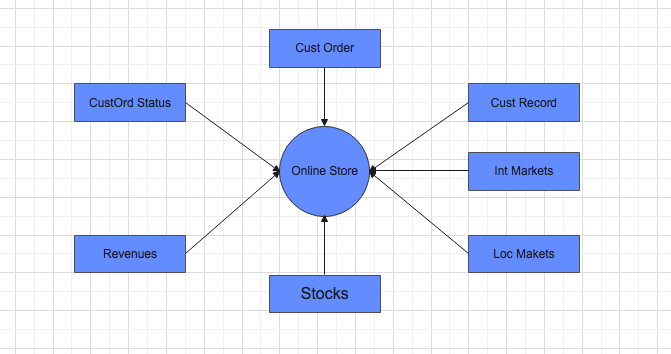 Cust Order
CustOrd Status
Cust Record
Online Store
Int Markets
Revenues
Loc Makets
Stocks